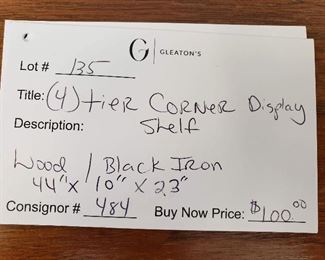 G | GLEATON'S
Lot # 135
Title: (4) tier CORNER Display
Description: Shelf
Wood / Black Iron
44" x 10" x 23"
Consignor # 484 Buy Now Price: $100.00